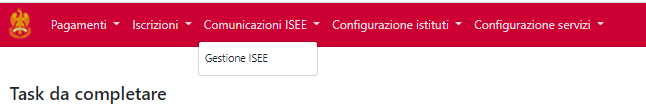 Pagamenti Iscrizioni Comunicazioni ISEE Configurazione istituti Configurazione servizi
Gestione ISEE
Task da completare